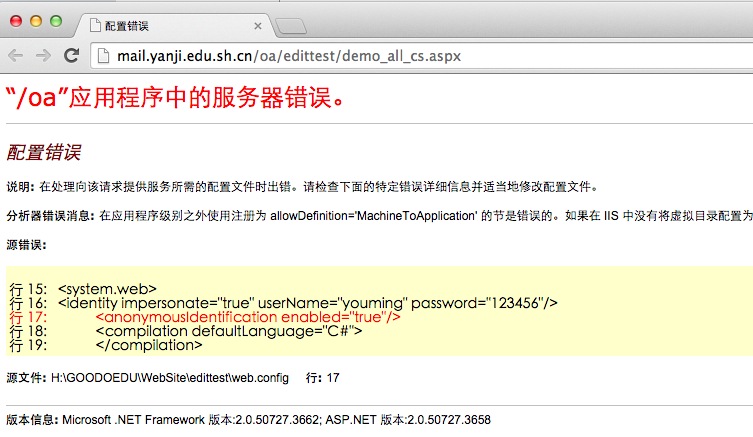 配置错误
mail.yanji.edu.sh.cn/oa/edittest/demo_all_cs.aspx
“/oa”应用程序中的服务器错误。
配置错误
说明: 在处理向该请求提供服务所需的配置文件时出错。请检查下面的特定错误详细信息并适当地修改配置文件。
分析器错误消息: 在应用程序级别之外使用注册为 allowDefinition='MachineToApplication' 的节是错误的。如果在 IIS 中没有将虚拟目录配置为
源错误:
行 15: <system.web>
行 16: <identity impersonate="true" userName="youming" password="123456"/>
行 17: <anonymousIdentification enabled="true"/>
行 18: <compilation defaultLanguage="C#">
行 19: </compilation>
源文件: H:\GOODOEDU\WebSite\edittest\web.config 行: 17
版本信息: Microsoft .NET Framework 版本:2.0.50727.3662; ASP.NET 版本:2.0.50727.3658